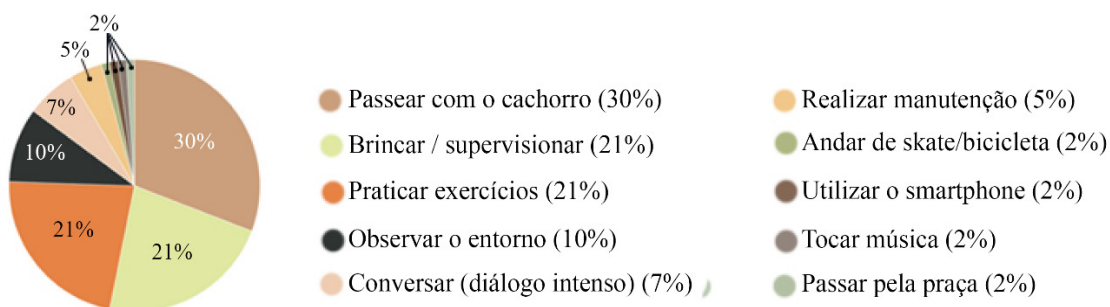 2%
5%
7%
10%
30%
21%
21%
Passear com o cachorro (30%)
Brincar / supervisionar (21%)
Praticar exercícios (21%)
Observar o entorno (10%)
Conversar (diálogo intenso) (7%)
Realizar manutenção (5%)
Andar de skate/bicicleta (2%)
Utilizar o smartphone (2%)
Tocar música (2%)
Passar pela praça (2%)